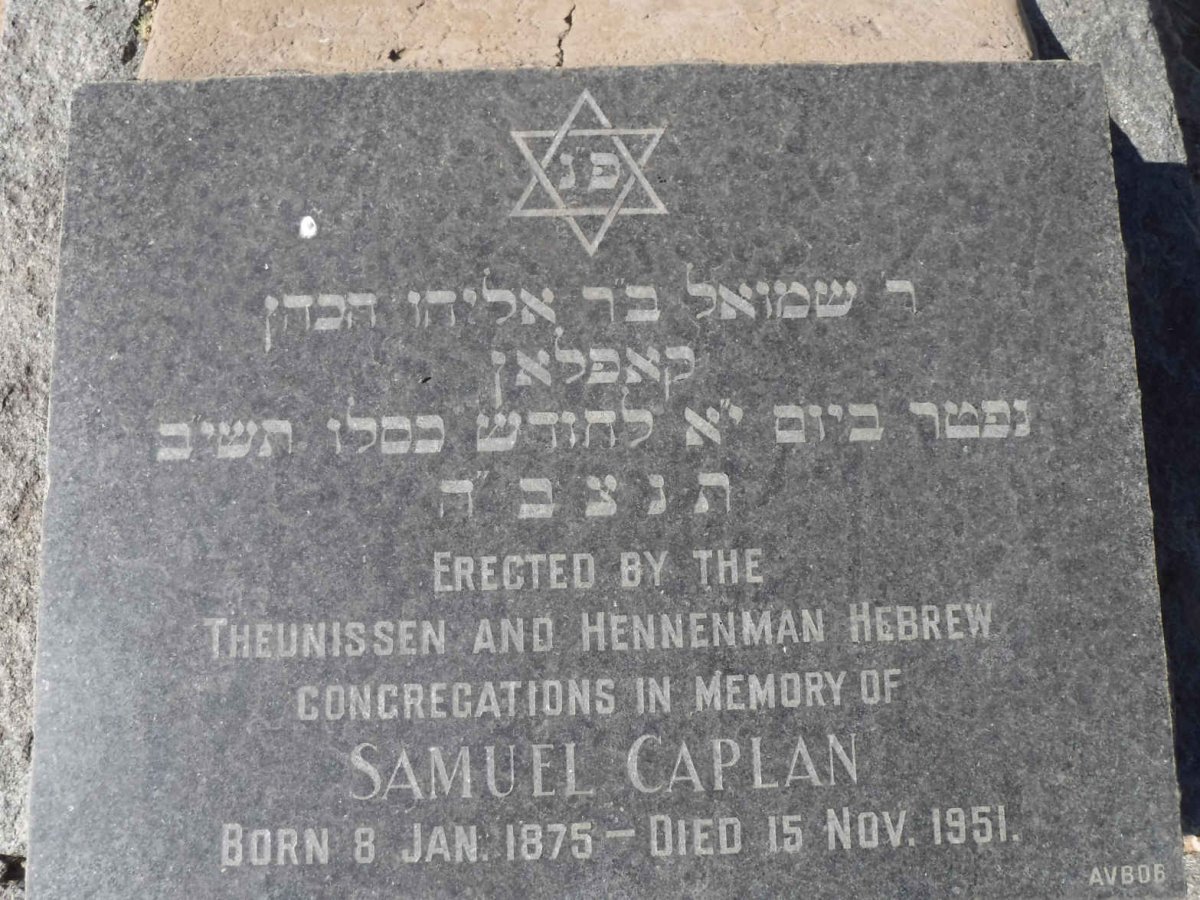 פ"נ
ר שמואל ב"ר אליהו הכהן
קאפלאן
נפטר ביום י"א לחודש כסלו תשי"ב
ת נ צ ב "ה
ERECTED BY THE
THEUNISSEN AND HENNENMAN HEBREW
CONGREGATIONS IN MEMORY OF
SAMUEL CAPLAN
BORN 8 JAN. 1875 — DIED 15 NOV. 1951.
AVB06